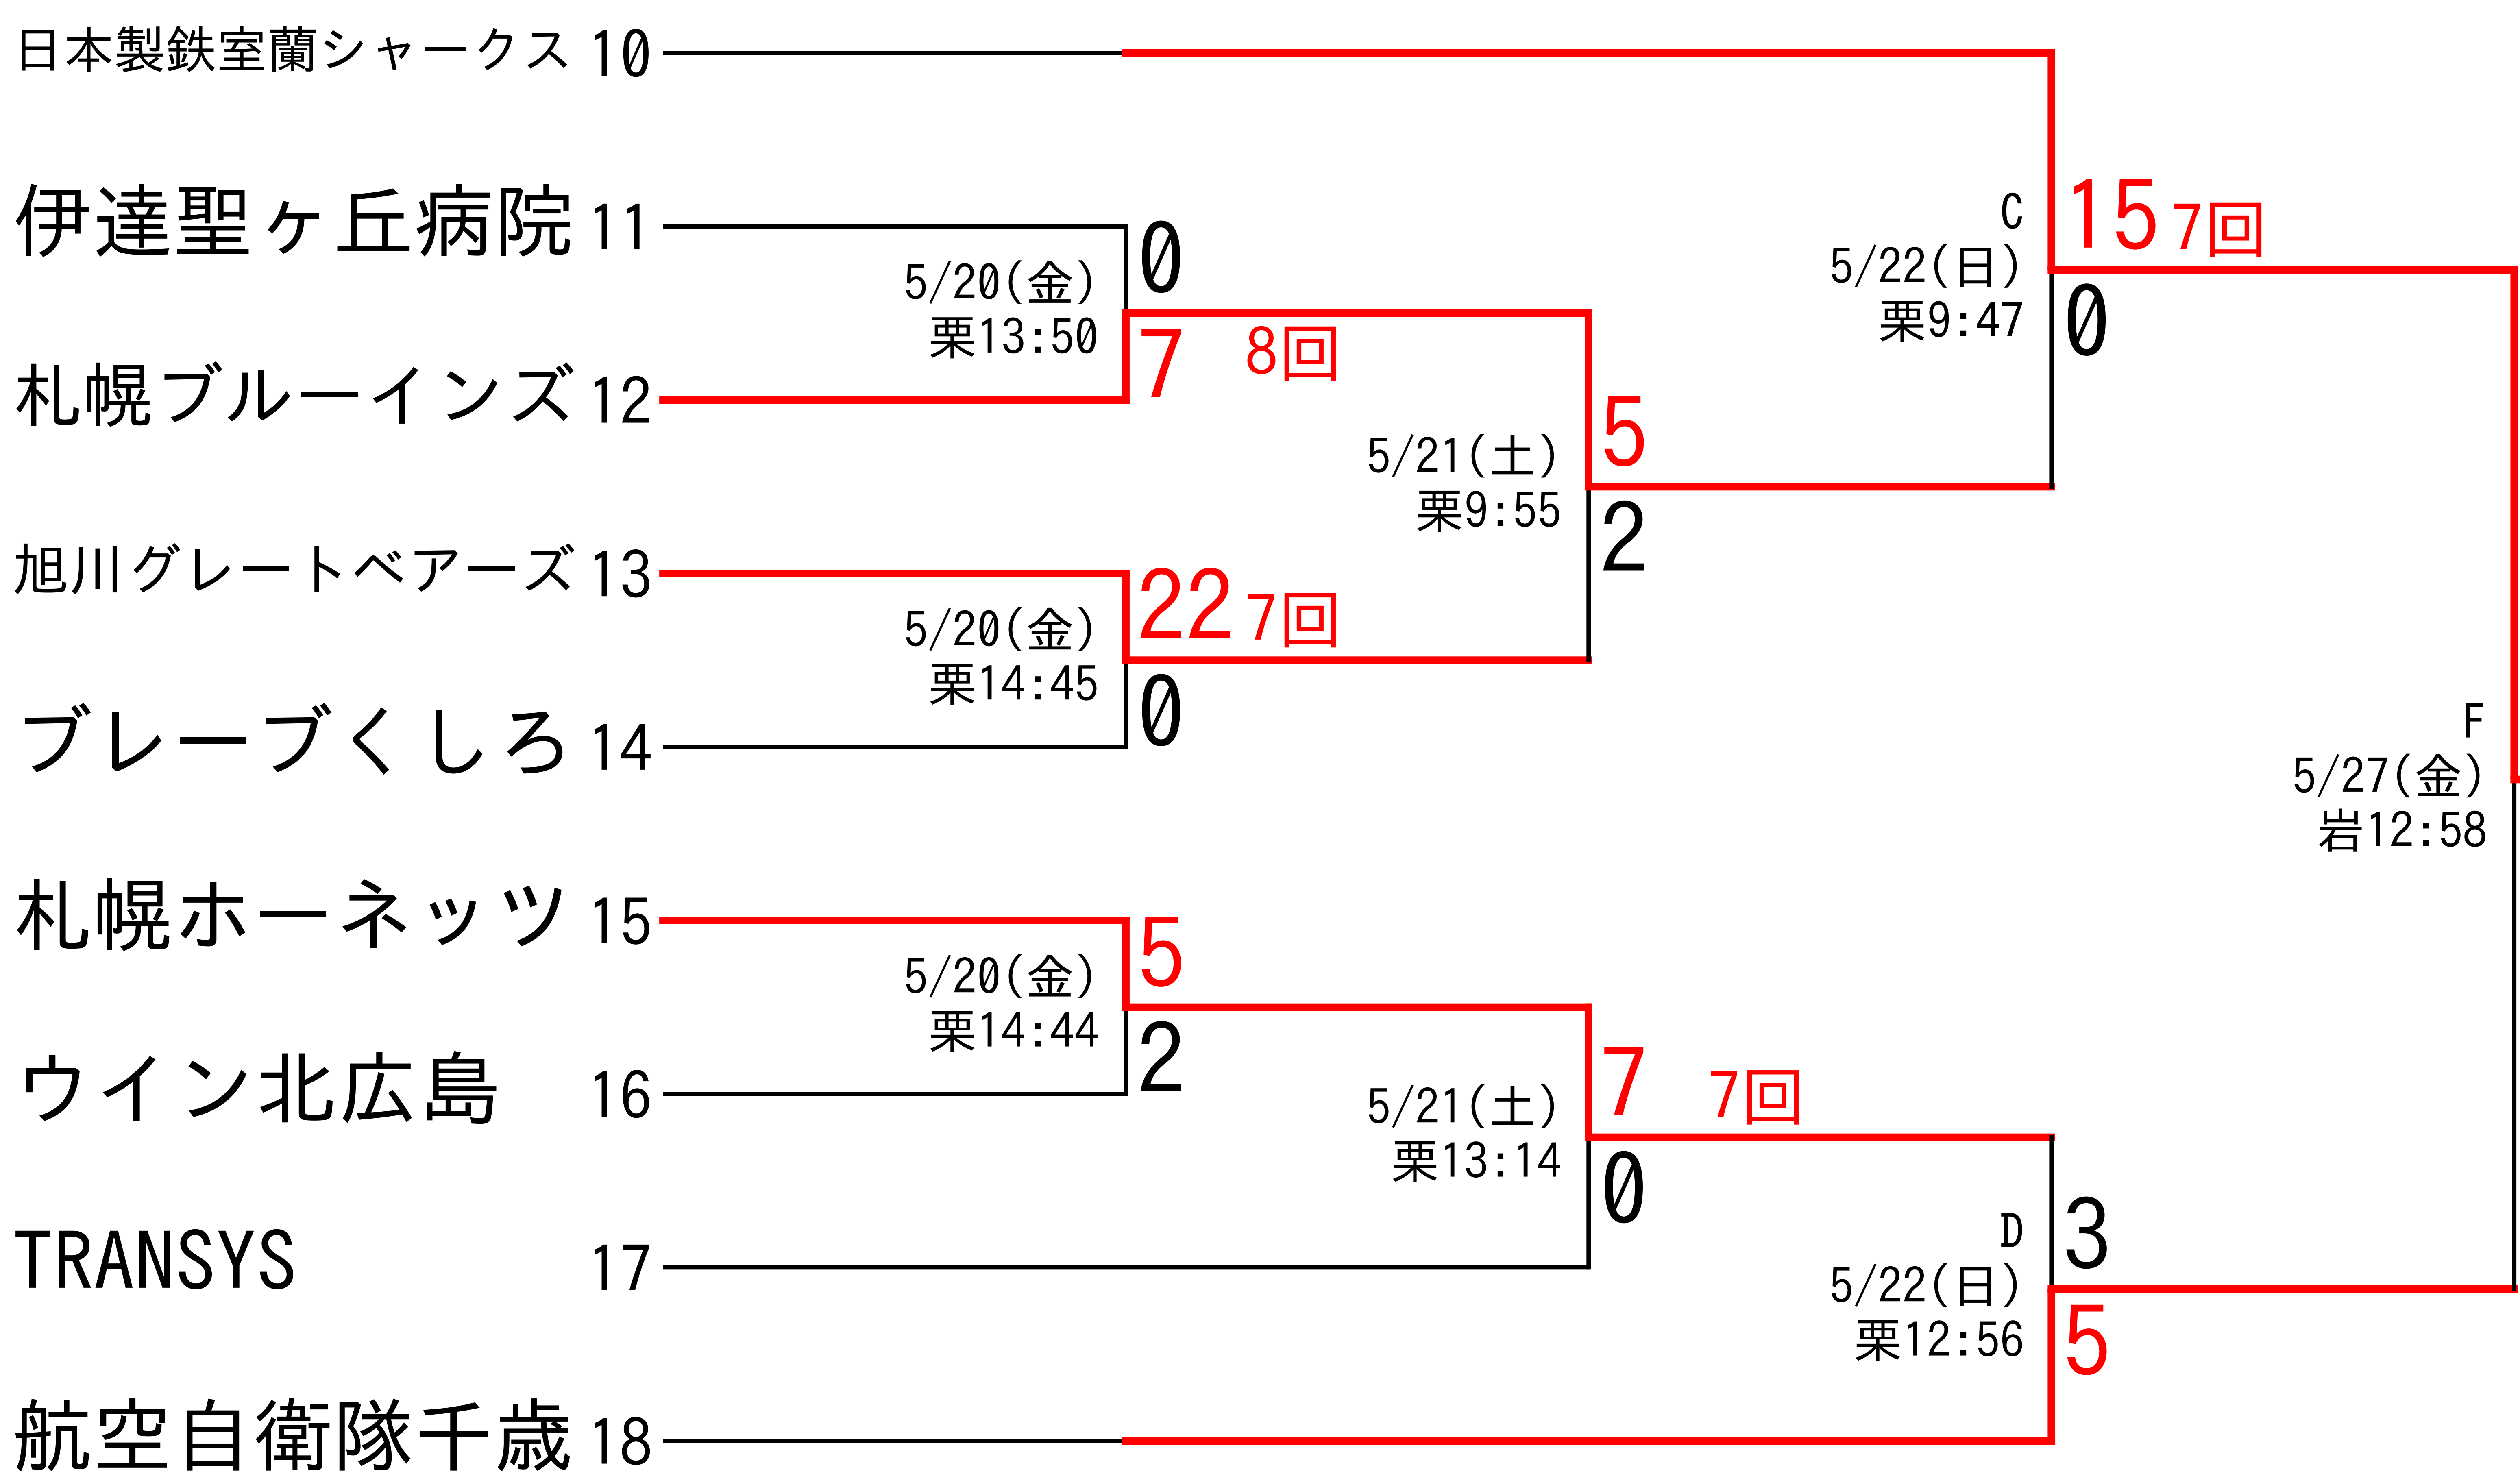 日本製鉄室蘭シャークス 10
伊達聖ヶ丘病院 11
札幌ブルーインズ 12
旭川グレートベアーズ 13
ブレーブくしろ 14
札幌ホーネッツ 15
ウイン北広島 16
TRANSYS 17
航空自衛隊千歳 18
5/20(金)
栗13:50
0
7 8回
5/20(金)
栗14:45
22 7回
0
5/20(金)
栗14:44
5
2
5/21(土)
栗9:55
5
2
5/21(土)
栗13:14
7 7回
0
C
5/22(日)
栗9:47
15 7回
0
D
5/22(日)
栗12:56
3
5
F
5/27(金)
岩12:58